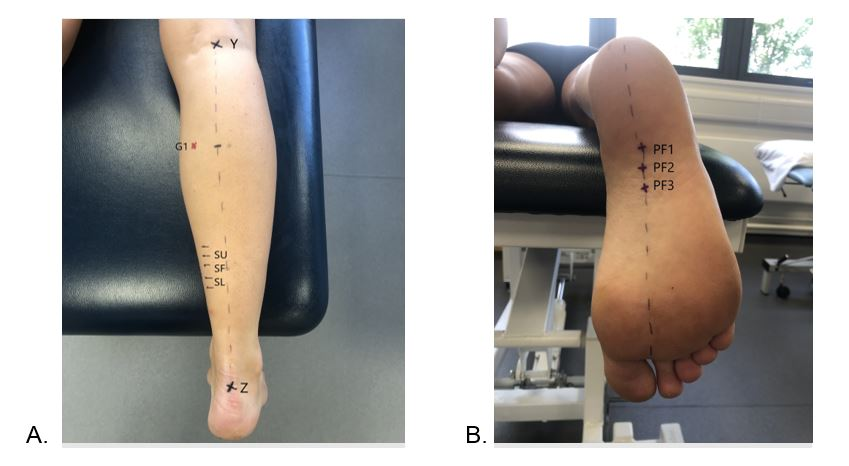 Y
G1
SU
SF
SL
Z
A.
PF1
PF2
PF3
B.